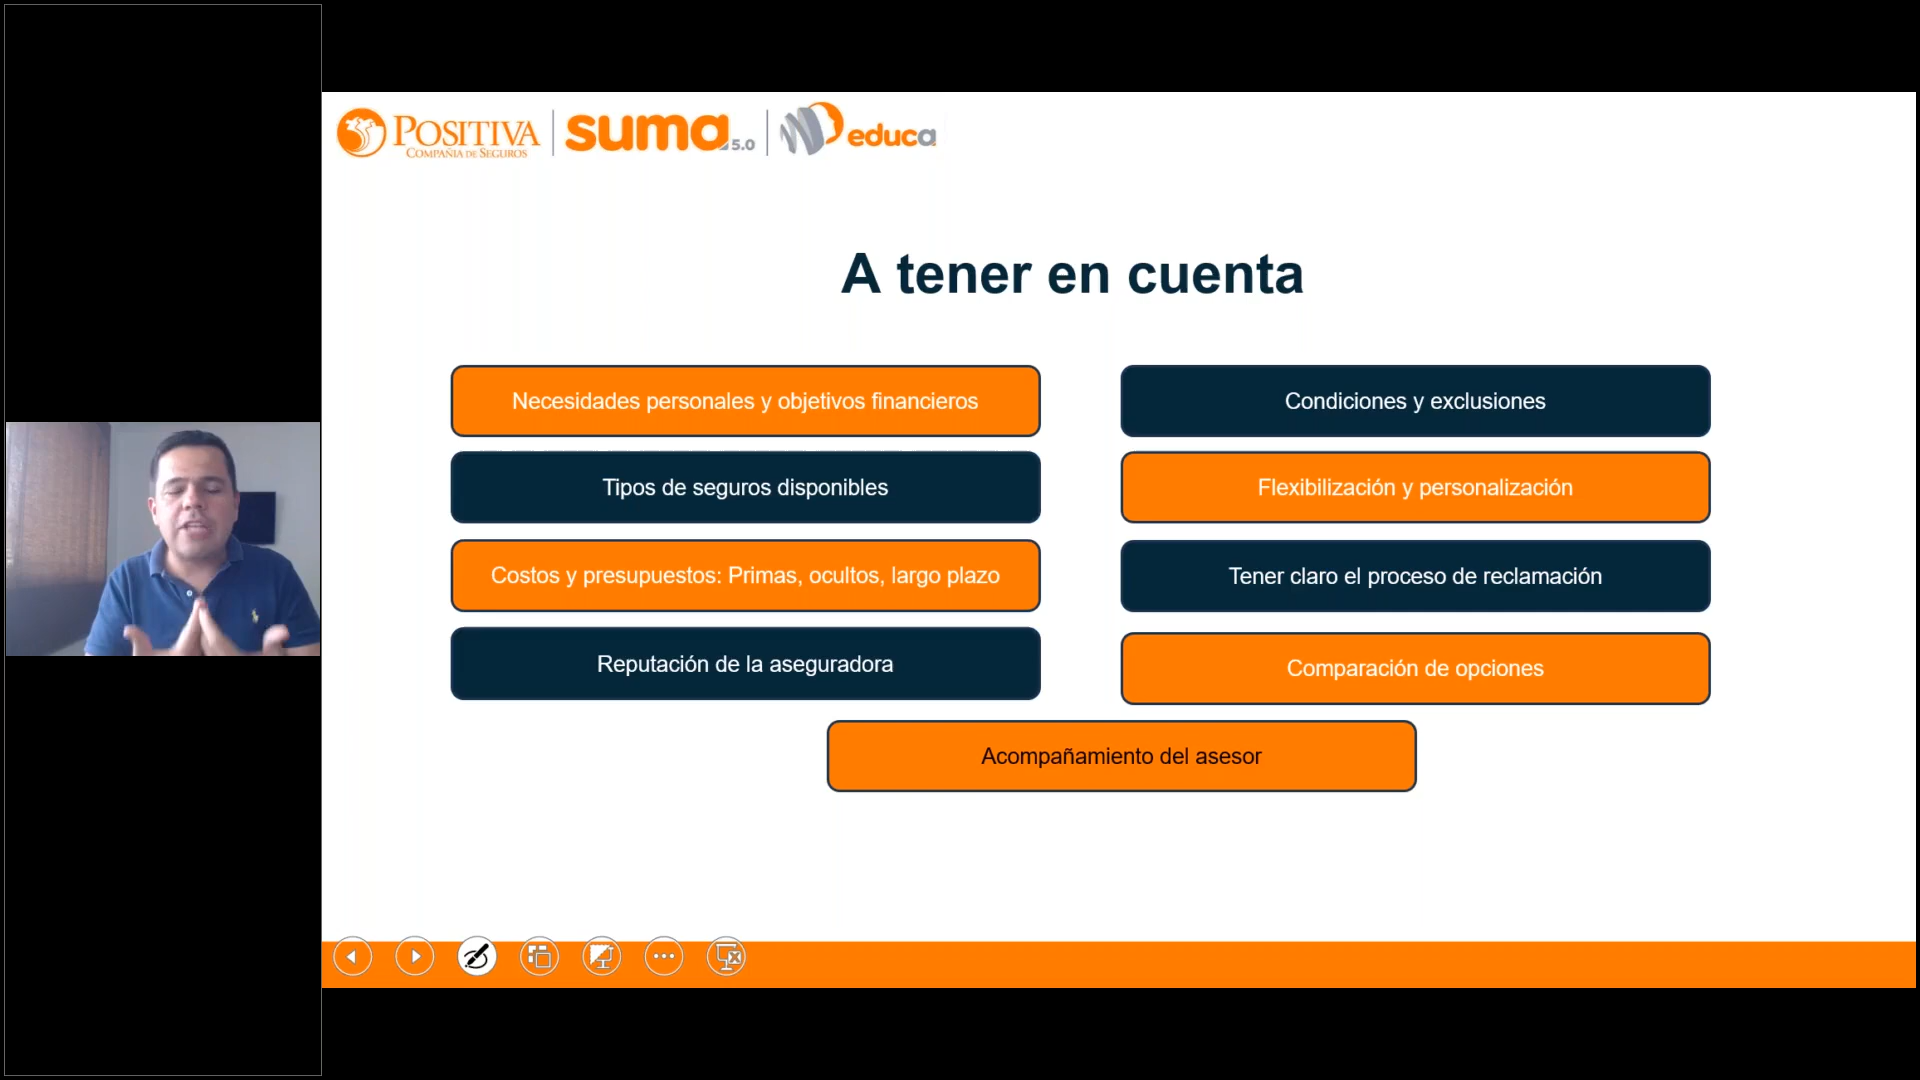 POSITIVA
COMPAÑIA DE SEGUROS
suma 5.0
educa
A tener en cuenta
Necesidades personales y objetivos financieros
Condiciones y exclusiones
Tipos de seguros disponibles
Flexibilización y personalización
Costos y presupuestos: Primas, ocultos, largo plazo
Tener claro el proceso de reclamación
Reputación de la aseguradora
Comparación de opciones
Acompañamiento del asesor